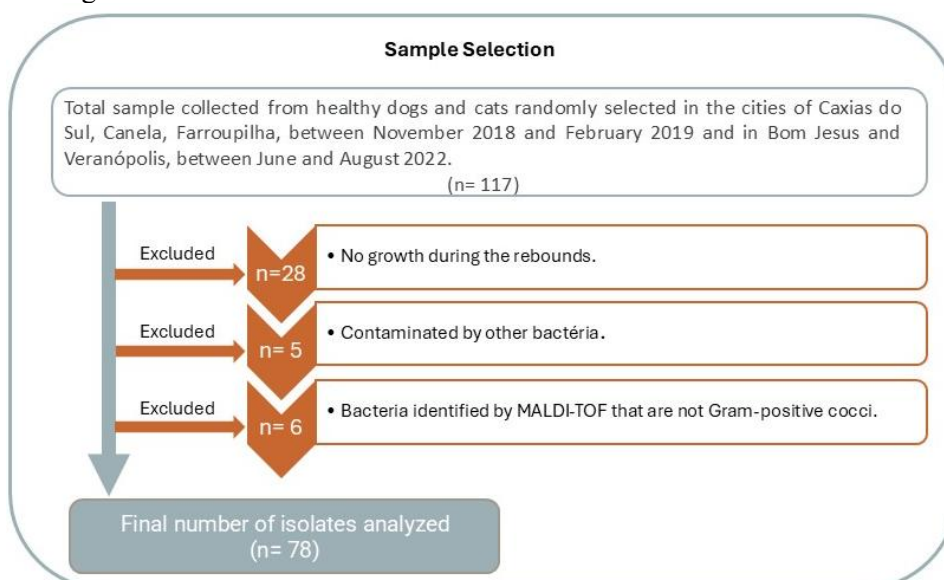 Sample Selection
Total sample collected from healthy dogs and cats randomly selected in the cities of Caxias do
Sul, Canela, Farroupilha, between November 2018 and February 2019 and in Bom Jesus and
Veranópolis, between June and August 2022.
(n= 117)
Excluded
n=28
• No growth during the rebounds.
Excluded
n= 5
• Contaminated by other bactéria.
Excluded
n= 6
• Bacteria identified by MALDI-TOF that are not Gram-positive cocci.
Final number of isolates analyzed
(n= 78)